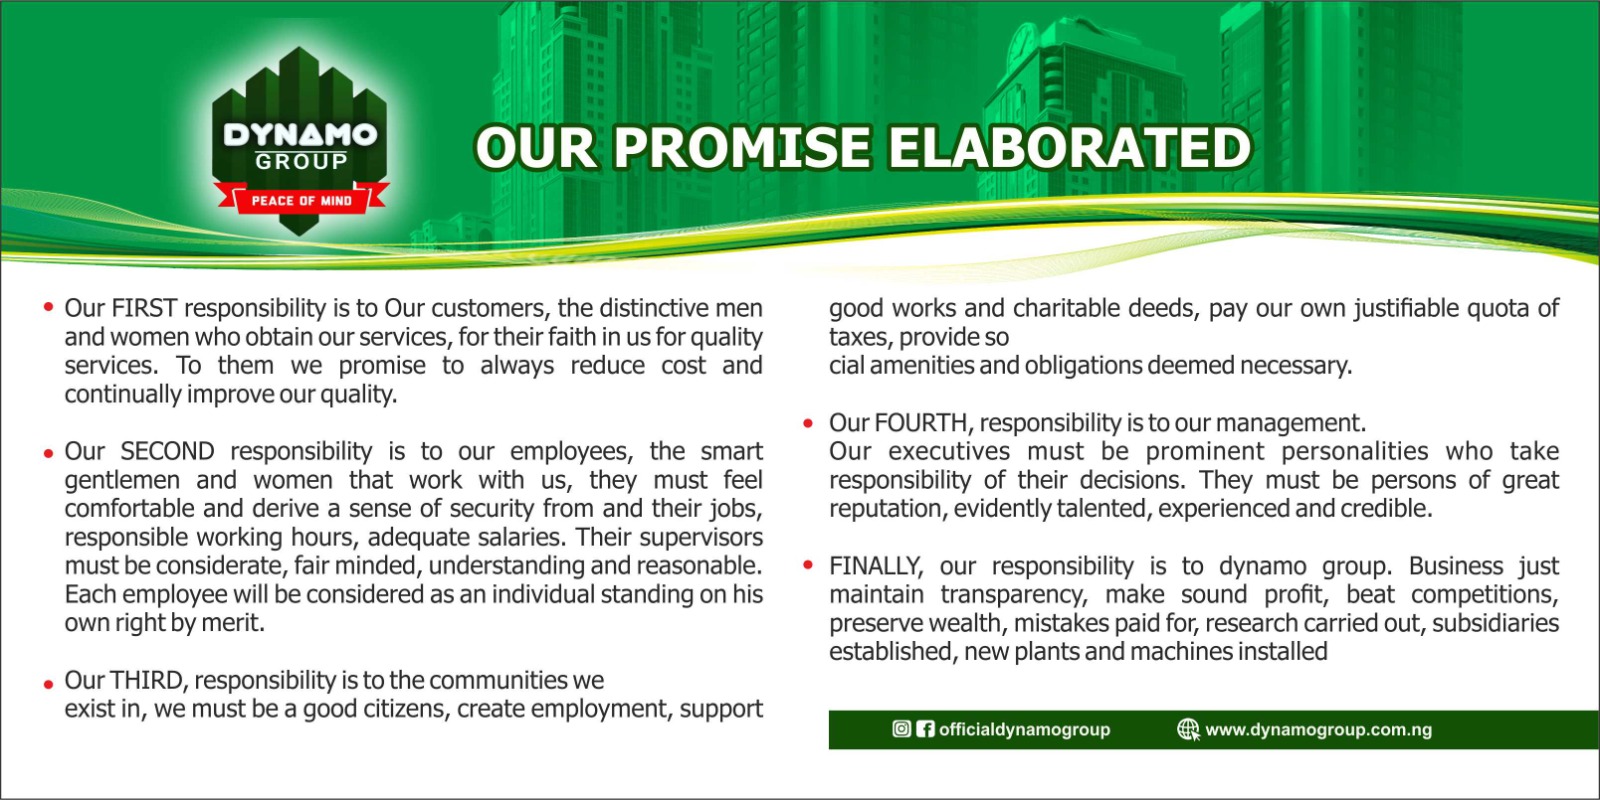 DYNAMO
GROUP
PEACE OF MIND
OUR PROMISE ELABORATED
• Our FIRST responsibility is to Our customers, the distinctive men
and women who obtain our services, for their faith in us for quality
services. To them we promise to always reduce cost and
continually improve our quality.
• Our SECOND responsibility is to our employees, the smart
gentlemen and women that work with us, they must feel
comfortable and derive a sense of security from and their jobs,
responsible working hours, adequate salaries. Their supervisors
must be considerate, fair minded, understanding and reasonable.
Each employee will be considered as an individual standing on his
own right by merit.
• Our THIRD, responsibility is to the communities we
exist in, we must be a good citizens, create employment, support
good works and charitable deeds, pay our own justifiable quota of
taxes, provide so
cial amenities and obligations deemed necessary.
• Our FOURTH, responsibility is to our management.
Our executives must be prominent personalities who take
responsibility of their decisions. They must be persons of great
reputation, evidently talented, experienced and credible.
• FINALLY, our responsibility is to dynamo group. Business just
maintain transparency, make sound profit, beat competitions,
preserve wealth, mistakes paid for, research carried out, subsidiaries
established, new plants and machines installed
officialdynamogroup
www.dynamogroup.com.ng